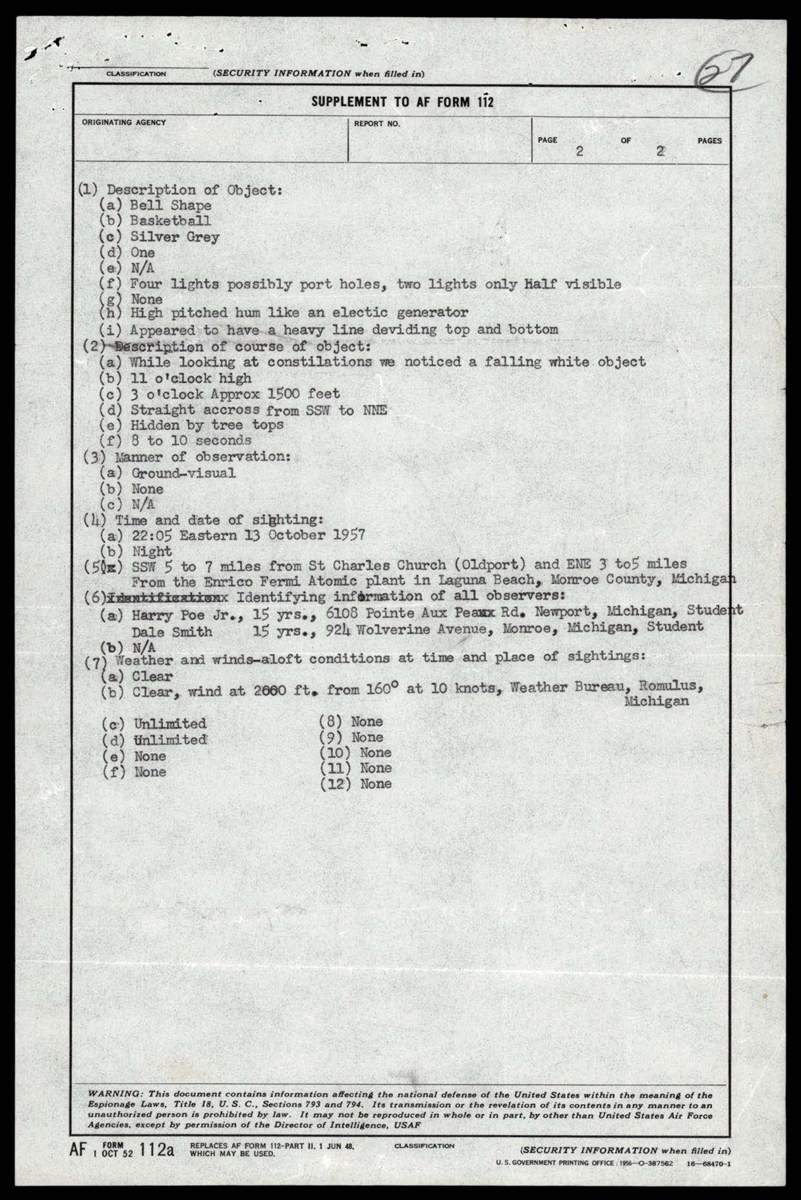 CLASSIFICATION (SECURITY INFORMATION when filled in)
67
SUPPLEMENT TO AF FORM 112
ORIGINATING AGENCY
REPORT NO.
PAGE 2 OF 2 PAGES
(1) Description of Object:
(a) Bell Shape
(b) Basketball
(c) Silver Grey
(d) One
(e) N/A
(f) Four lights possibly port holes, two lights only Half visible
(g) None
(h) High pitched hum like an electic generator
(i) Appeared to have a heavy line deviding top and bottom
(2) Description of course of object:
(a) While looking at constilations we noticed a falling white object
(b) 11 o'clock high
(c) 3 o'clock Approx 1500 feet
(d) Straight accross from SSW to NNE
(e) Hidden by tree tops
(f) 8 to 10 seconds
(3) Manner of observation:
(a) Ground-visual
(b) None
(c) N/A
(4) Time and date of sighting:
(a) 22:05 Eastern 13 October 1957
(b) Night
(5) SSW 5 to 7 miles from St Charles Church (Oldport) and ENE 3 to5 miles
From the Enrico Fermi Atomic plant in Laguna Beach, Monroe County, Michigan
(6) Identifying information of all observers:
(a) Harry Poe Jr., 15 yrs., 6108 Pointe Aux Peaxx Rd. Newport, Michigan, Student
Dale Smith 15 yrs., 924 Wolverine Avenue, Monroe, Michigan, Student
(b) N/A
(7) Weather and winds-aloft conditions at time and place of sightings:
(a) Clear
(b) Clear, wind at 2000 ft. from 160° at 10 knots, Weather Bureau, Romulus,
Michigan
(c) Unlimited (8) None
(d) Unlimited (9) None
(e) None (10) None
(f) None (11) None
(12) None
WARNING: This document contains information affecting the national defense of the United States within the meaning of the
Espionage Laws, Title 18, U. S. C., Sections 793 and 794. Its transmission or the revelation of its contents in any manner to an
unauthorized person is prohibited by law. It may not be reproduced in whole or in part, by other than United States Air Force
Agencies, except by permission of the Director of Intelligence, USAF
AF FORM 1 OCT 52 112a REPLACES AF FORM 112-PART II, 1 JUN 48, WHICH MAY BE USED.
CLASSIFICATION
(SECURITY INFORMATION when filled in)
U. S. GOVERNMENT PRINTING OFFICE : 1956—O-387562 16—68470-1